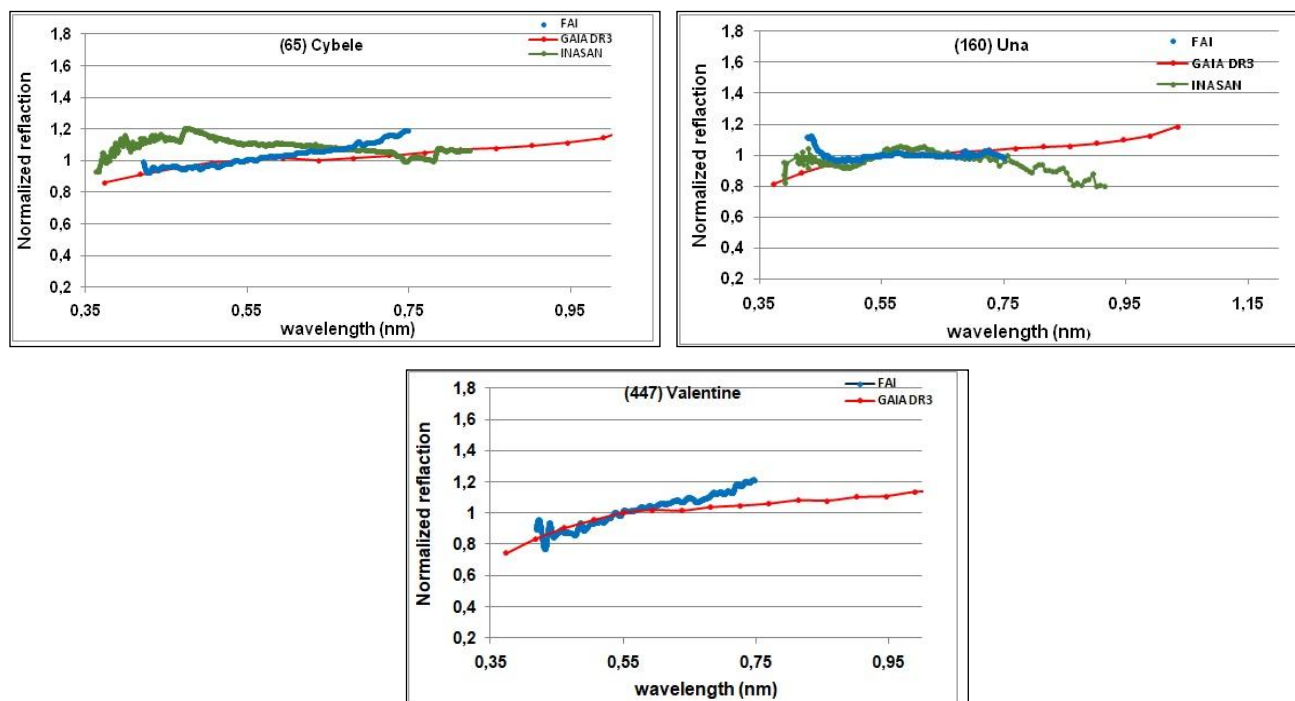 (65) Cybele
FAI
GAIA DR3
INASAN
Normalized reflaction
1,8
1,6
1,4
1,2
1
0,8
0,6
0,4
0,2
0,35 0,55 0,75 0,95
wavelength (nm)
(160) Una
FAI
GAIA DR3
INASAN
Normalized reflaction
1,8
1,6
1,4
1,2
1
0,8
0,6
0,4
0,2
0,35 0,55 0,75 0,95 1,15
wavelength (nm)
(447) Valentine
FAI
GAIA DR3
Normalized reflaction
1,8
1,6
1,4
1,2
1
0,8
0,6
0,4
0,2
0,35 0,55 0,75 0,95
wavelength (nm)